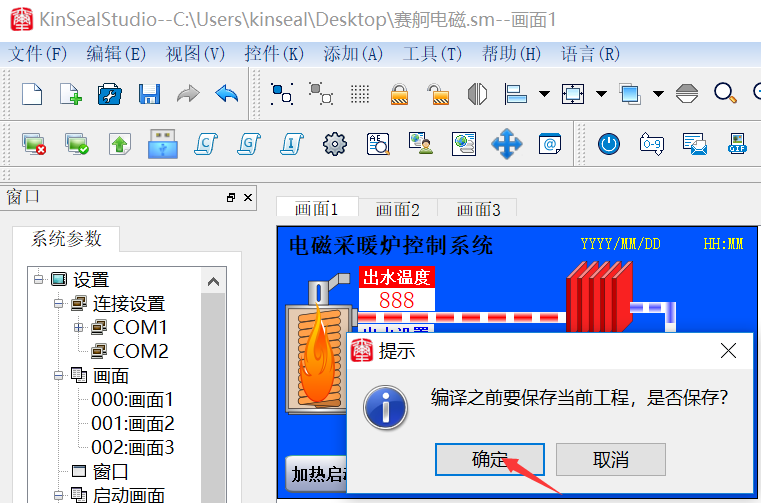 KinSealStudio--C:\Users\kinseal\Desktop\赛舸电磁.sm--画面1
文件(F) 编辑(E) 视图(V) 控件(K) 添加(A) 工具(T) 帮助(H) 语言(R)
窗口
画面1 画面2 画面3
系统参数
设置
连接设置
COM1
COM2
画面
000:画面1
001:画面2
002:画面3
窗口
启动画面
电磁采暖炉控制系统 YYYY/MM/DD HH:MM
出水温度
888
出水设置
加热启动
提示
编译之前要保存当前工程，是否保存？
确定 取消